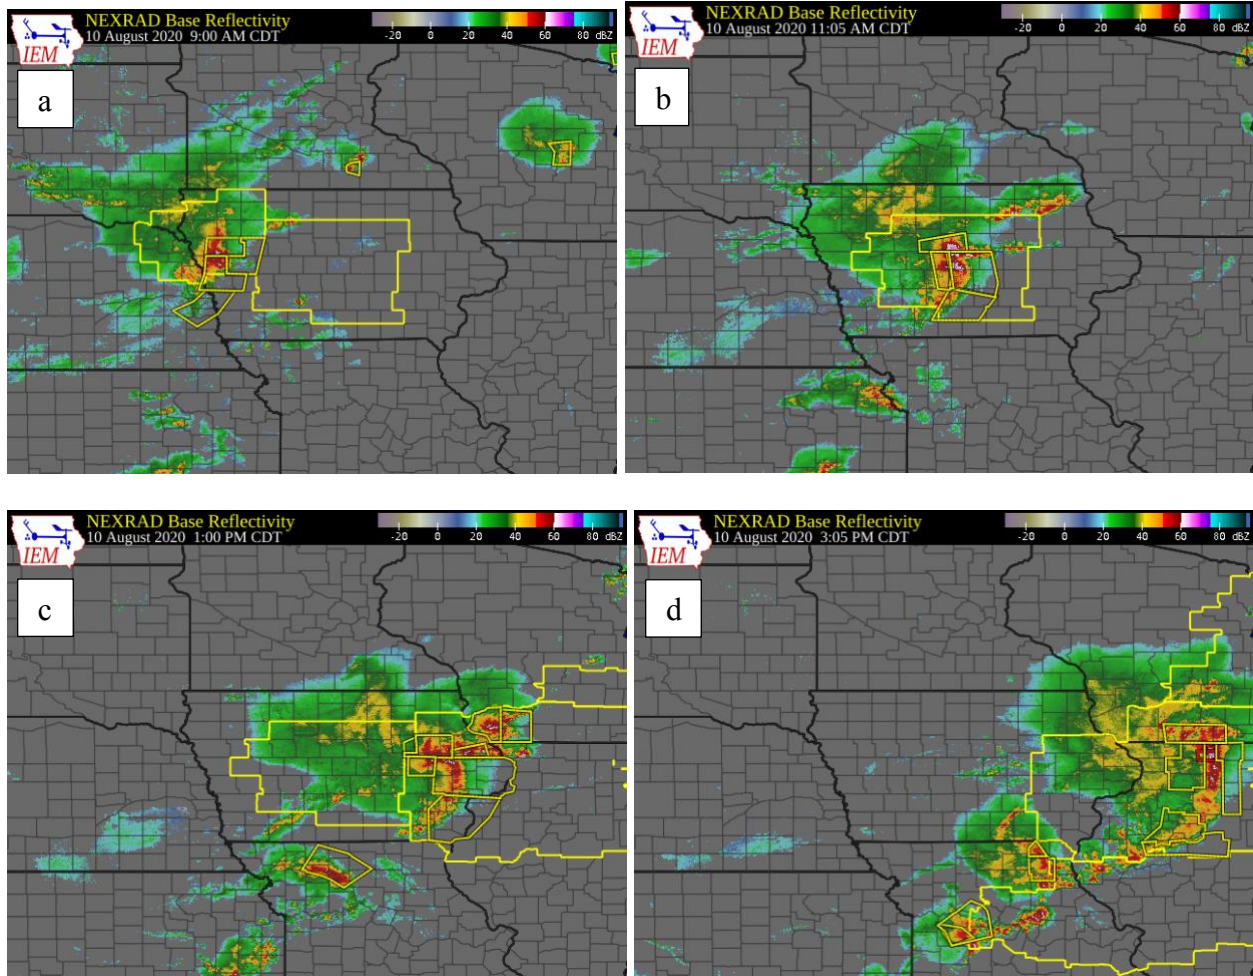 NEXRAD Base Reflectivity
10 August 2020 9:00 AM CDT
-20 0 20 40 60 80 dBZ
IEM
a
NEXRAD Base Reflectivity
10 August 2020 11:05 AM CDT
-20 0 20 40 60 80 dBZ
IEM
b
NEXRAD Base Reflectivity
10 August 2020 1:00 PM CDT
-20 0 20 40 60 80 dBZ
IEM
c
NEXRAD Base Reflectivity
10 August 2020 3:05 PM CDT
-20 0 20 40 60 80 dBZ
IEM
d